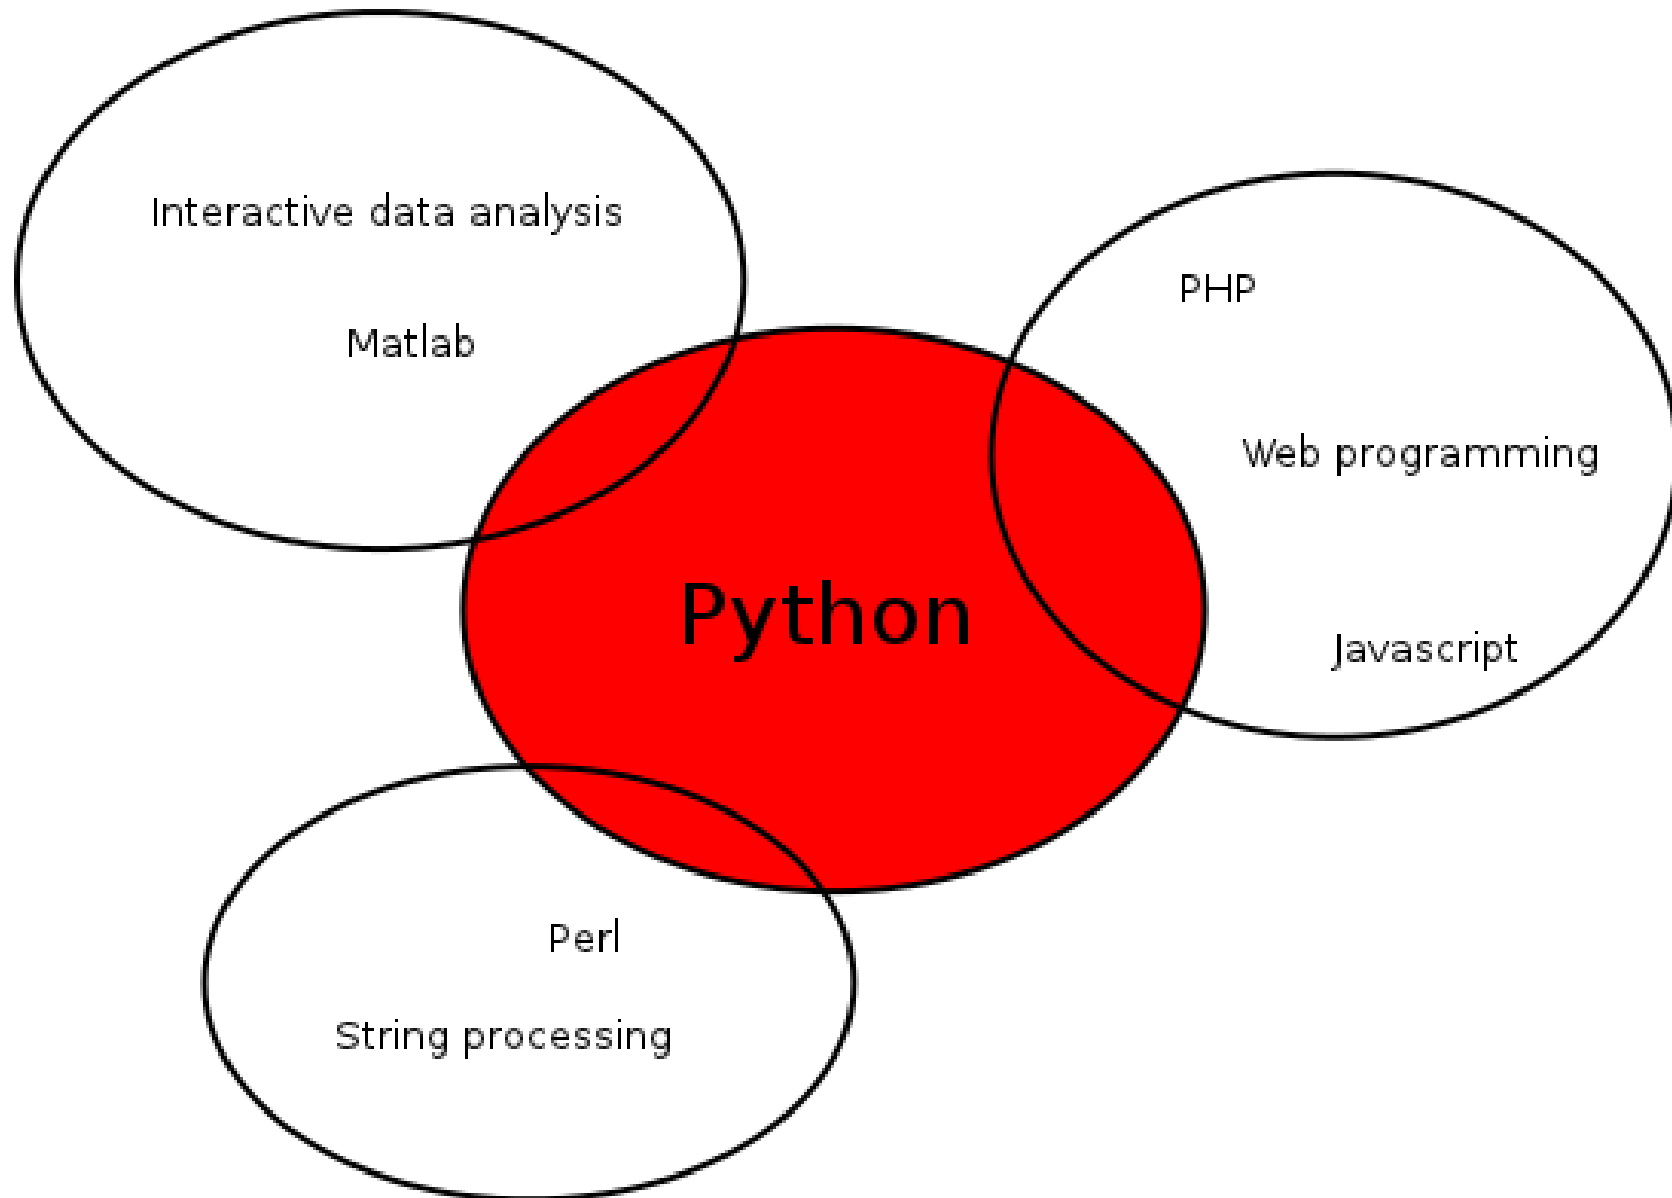 Interactive data analysis
Matlab
PHP
Web programming
Javascript
Python
Perl
String processing